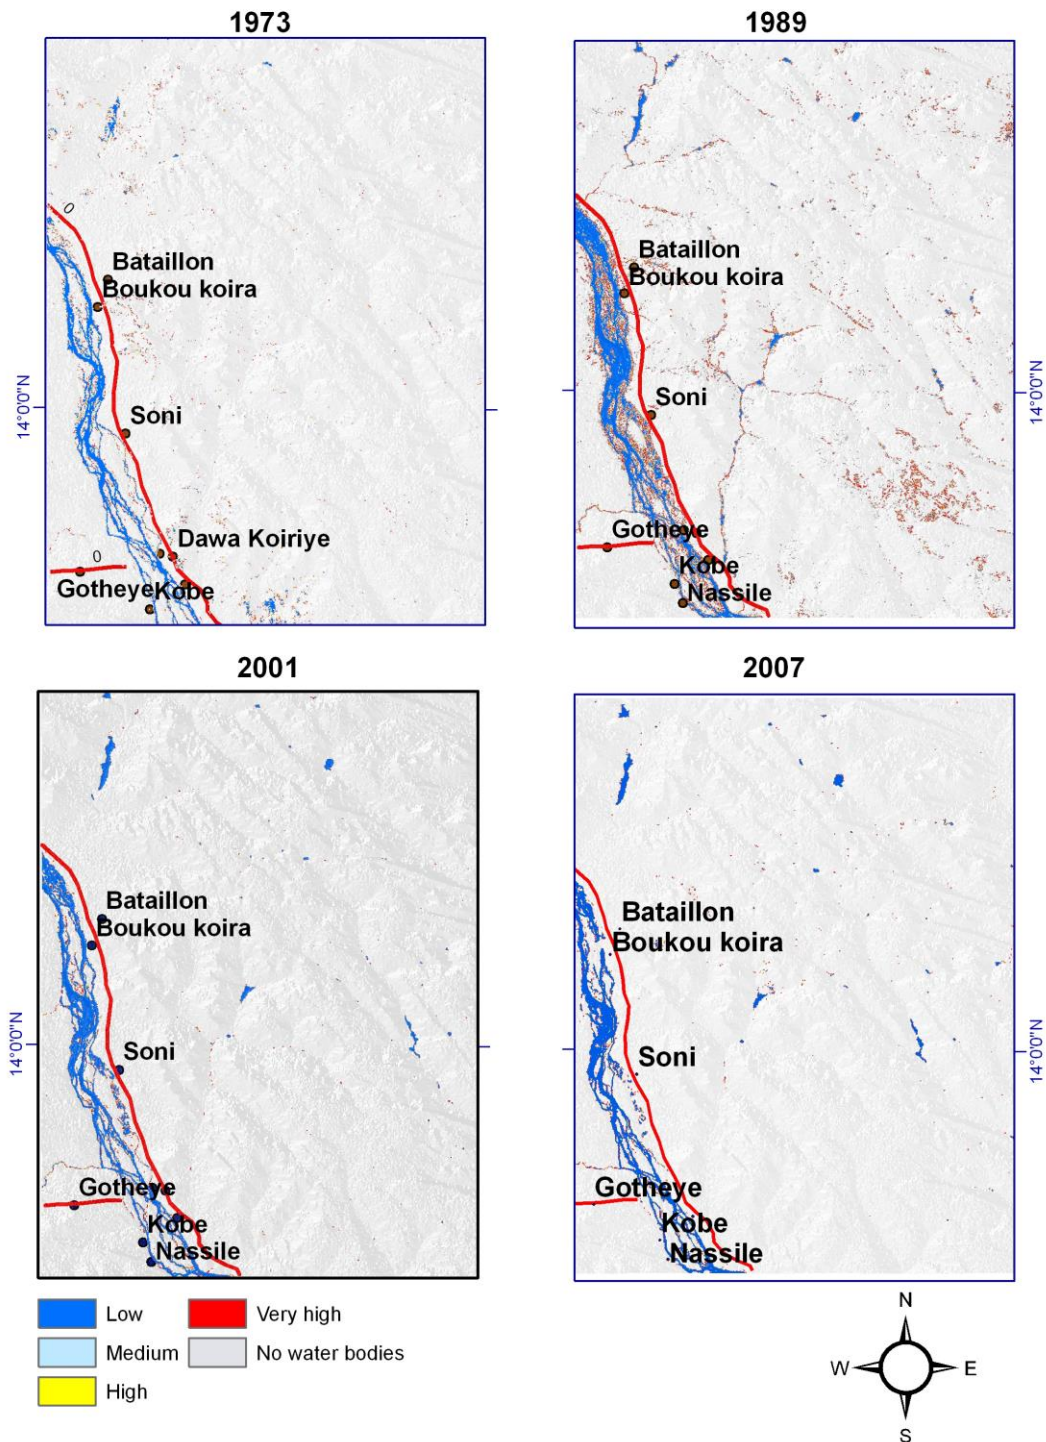 1973
1989
0
Bataillon
Boukou koira
Soni
Dawa Koiriye
0
Gotheye
Kobe
14°0'0"N
Bataillon
Boukou koira
Soni
Gotheye
Kobe
Nassile
14°0'0"N
2001
2007
Bataillon
Boukou koira
Soni
Gotheye
Kobe
Nassile
14°0'0"N
Bataillon
Boukou koira
Soni
Gotheye
Kobe
Nassile
14°0'0"N
Low
Very high
Medium
No water bodies
High
N
W
E
S